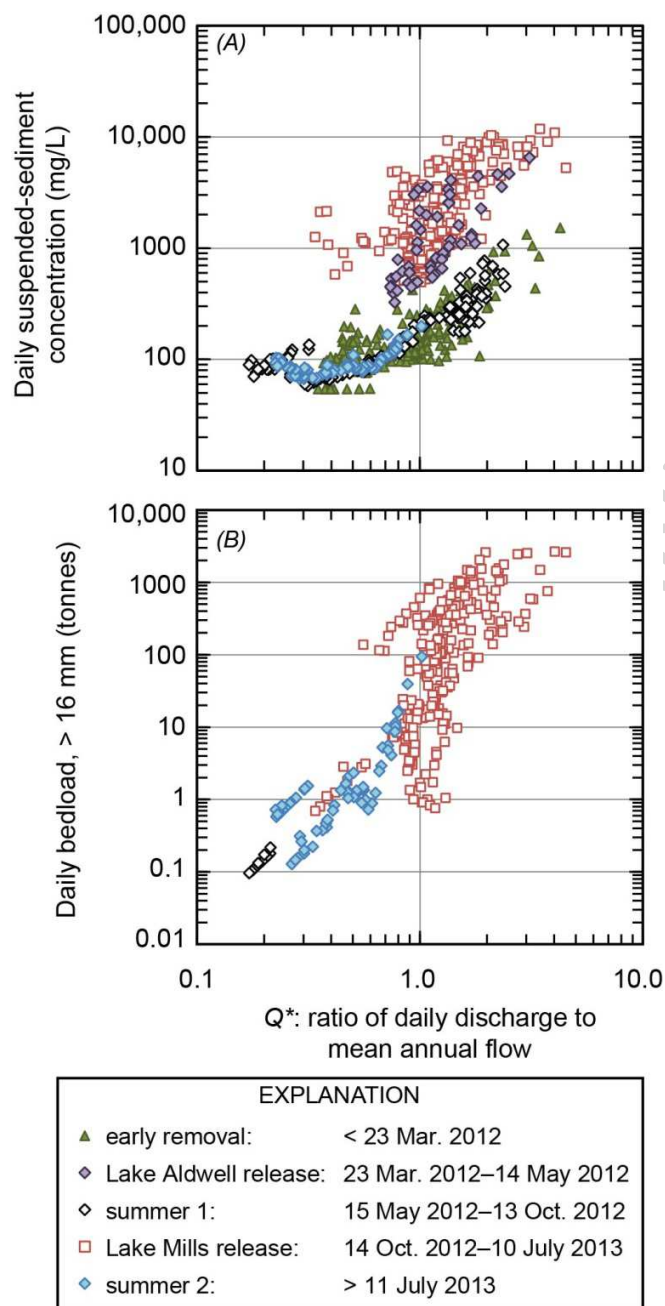 (A)
100,000
10,000
1000
100
10
Daily suspended-sediment
concentration (mg/L)
(B)
10,000
1000
100
10
1
0.1
0.01
Daily bedload, > 16 mm (tonnes)
0.1 1.0 10.0
Q*: ratio of daily discharge to
mean annual flow
EXPLANATION
early removal: < 23 Mar. 2012
Lake Aldwell release: 23 Mar. 2012–14 May 2012
summer 1: 15 May 2012–13 Oct. 2012
Lake Mills release: 14 Oct. 2012–10 July 2013
summer 2: > 11 July 2013